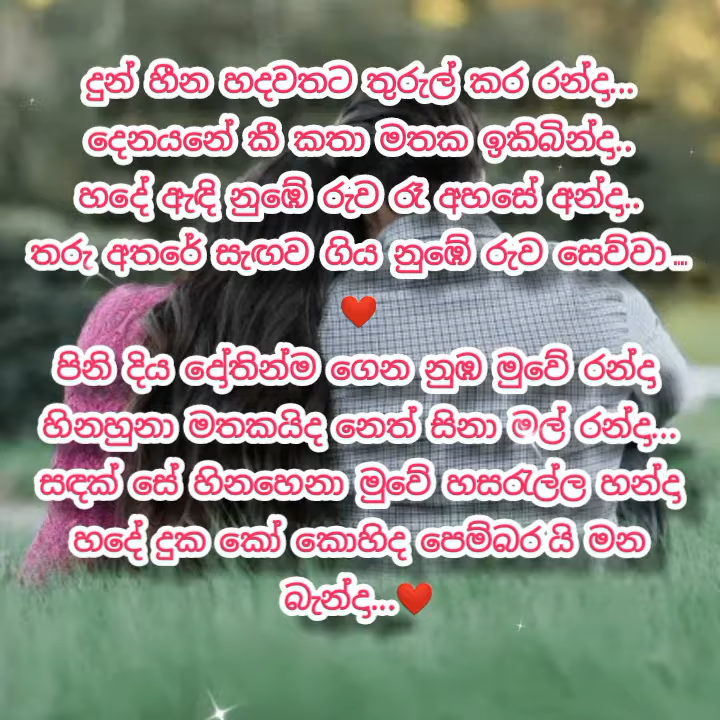 දුන් හීන හදවතට තුරුල් කර රන්දා...
දෙනයනේ කී කතා මතක ඉකිබින්දා..
හදේ ඇඳි නුඹේ රුව රෑ අහසේ අන්දා..
තරු අතරේ සැඟව ගිය නුඹේ රුව සෙව්වා....
❤️
පිනි දිය දෝතින්ම ගෙන නුඹ මුවේ රන්දා
හිනහුනා මතකයිද නෙත් සිනා මල් රන්දා...
සඳක් සේ හිනහෙනා මුවේ හසරැල්ල හන්දා
හදේ දුක කෝ කොහිද පෙම්බර යි මන
බැන්දා...❤️